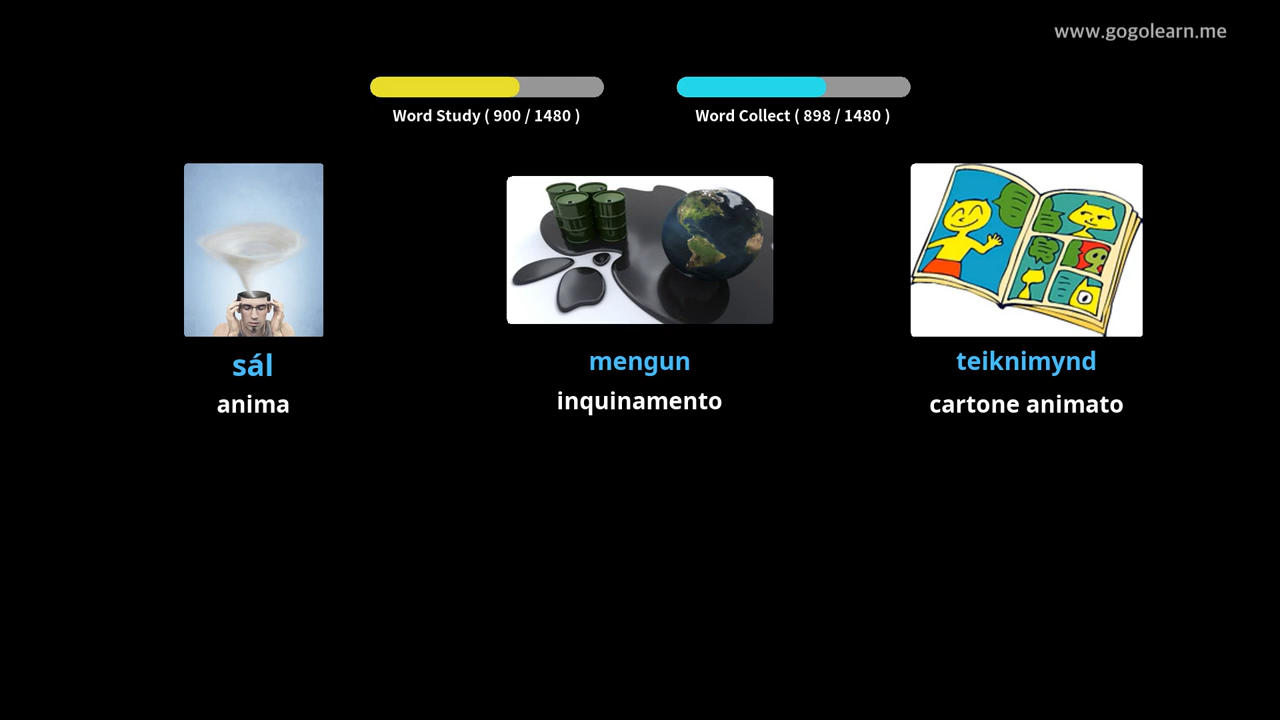 www.gogolearn.me
Word Study ( 900 / 1480 )
Word Collect ( 898 / 1480 )
sál
mengun
teiknimynd
anima
inquinamento
cartone animato